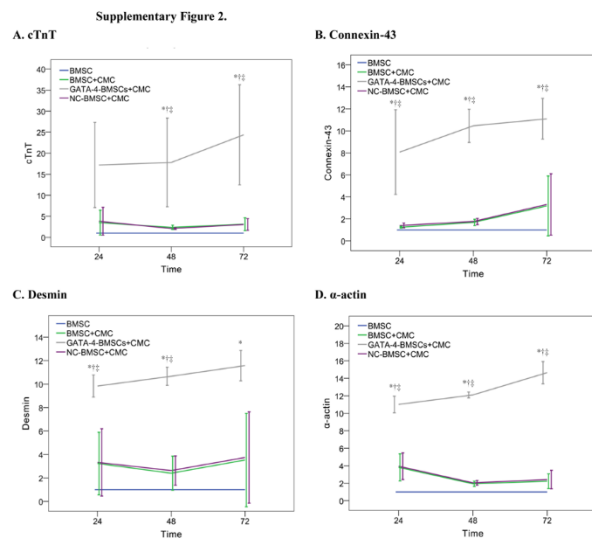 Supplementary Figure 2.
A. cTnT
BMSC
BMSC+CMC
GATA-4-BMSCs+CMC
NC-BMSC+CMC
40
35
30
25
20
15
10
5
0
cTnT
*†‡
*†‡
24
48
72
Time
B. Connexin-43
BMSC
BMSC+CMC
GATA-4-BMSCs+CMC
NC-BMSC+CMC
16
14
12
10
8
6
4
2
0
Connexin-43
*†‡
*†‡
*†‡
24
48
72
Time
C. Desmin
BMSC
BMSC+CMC
GATA-4-BMSCs+CMC
NC-BMSC+CMC
14
12
10
8
6
4
2
0
Desmin
*†‡
*†‡
*
24
48
72
Time
D. α-actin
BMSC
BMSC+CMC
GATA-4-BMSCs+CMC
NC-BMSC+CMC
20
18
16
14
12
10
8
6
4
2
0
α-actin
*†‡
*†‡
*†‡
24
48
72
Time